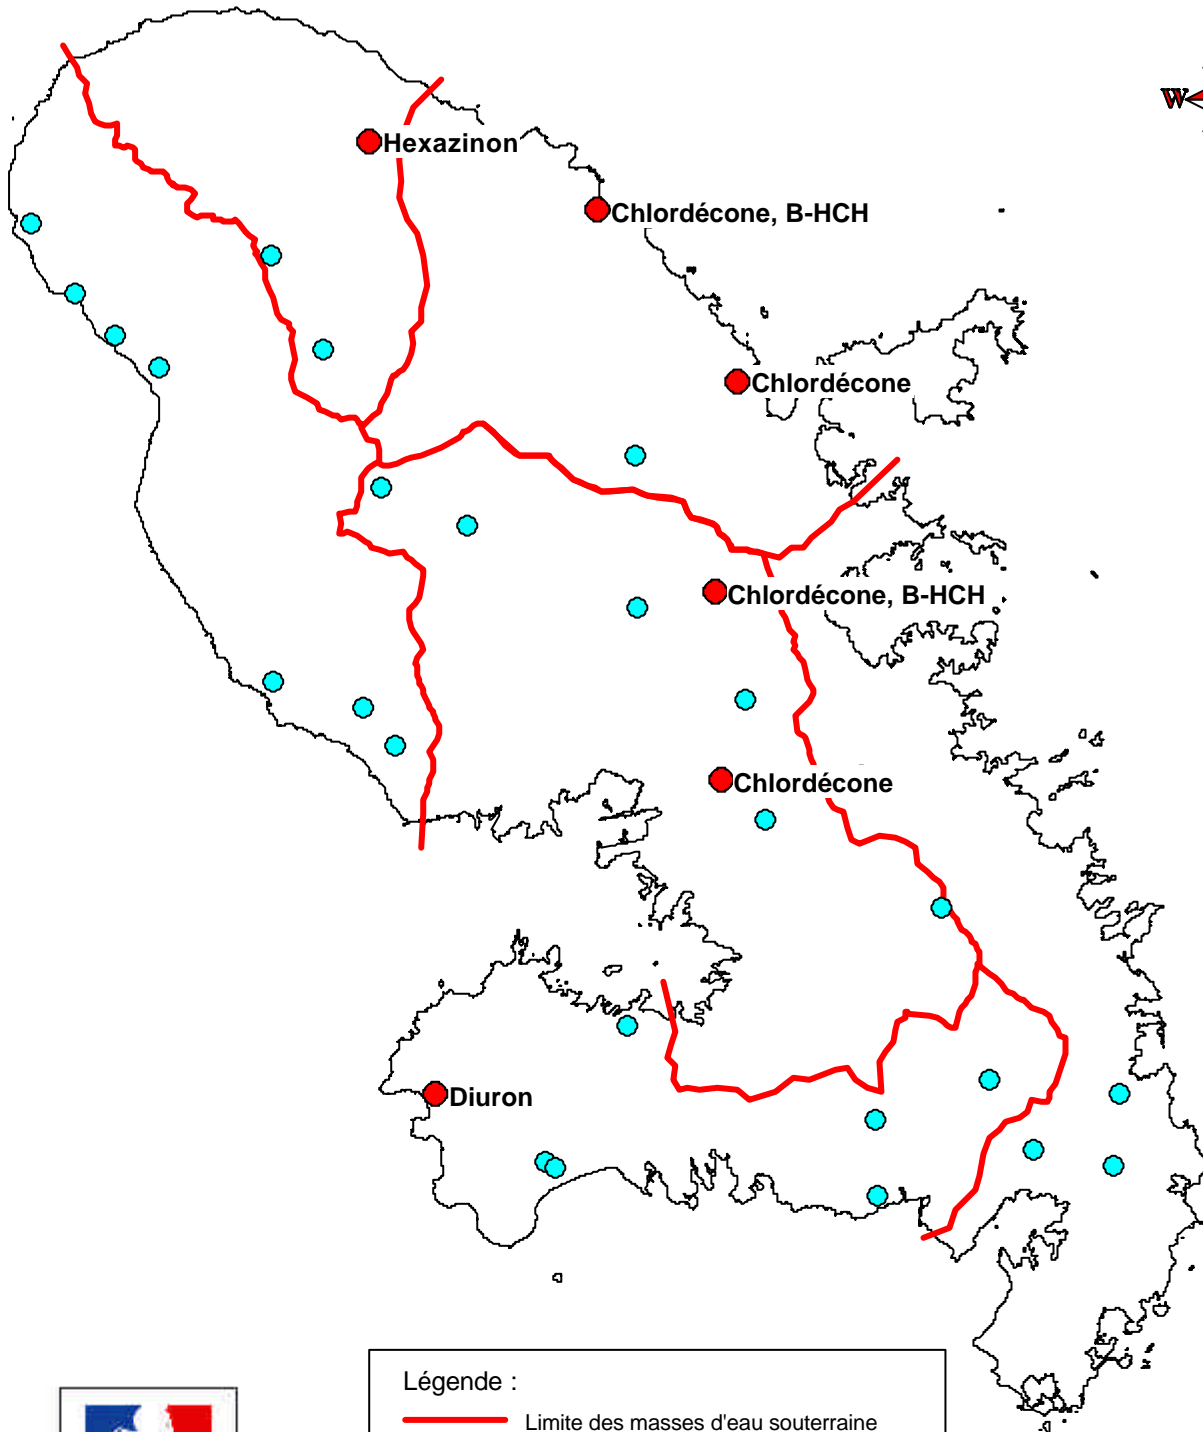 W
Hexazinon
Chlordécone, B-HCH
Chlordécone
Chlordécone, B-HCH
Chlordécone
Diuron
Légende :
Limite des masses d'eau souterraine